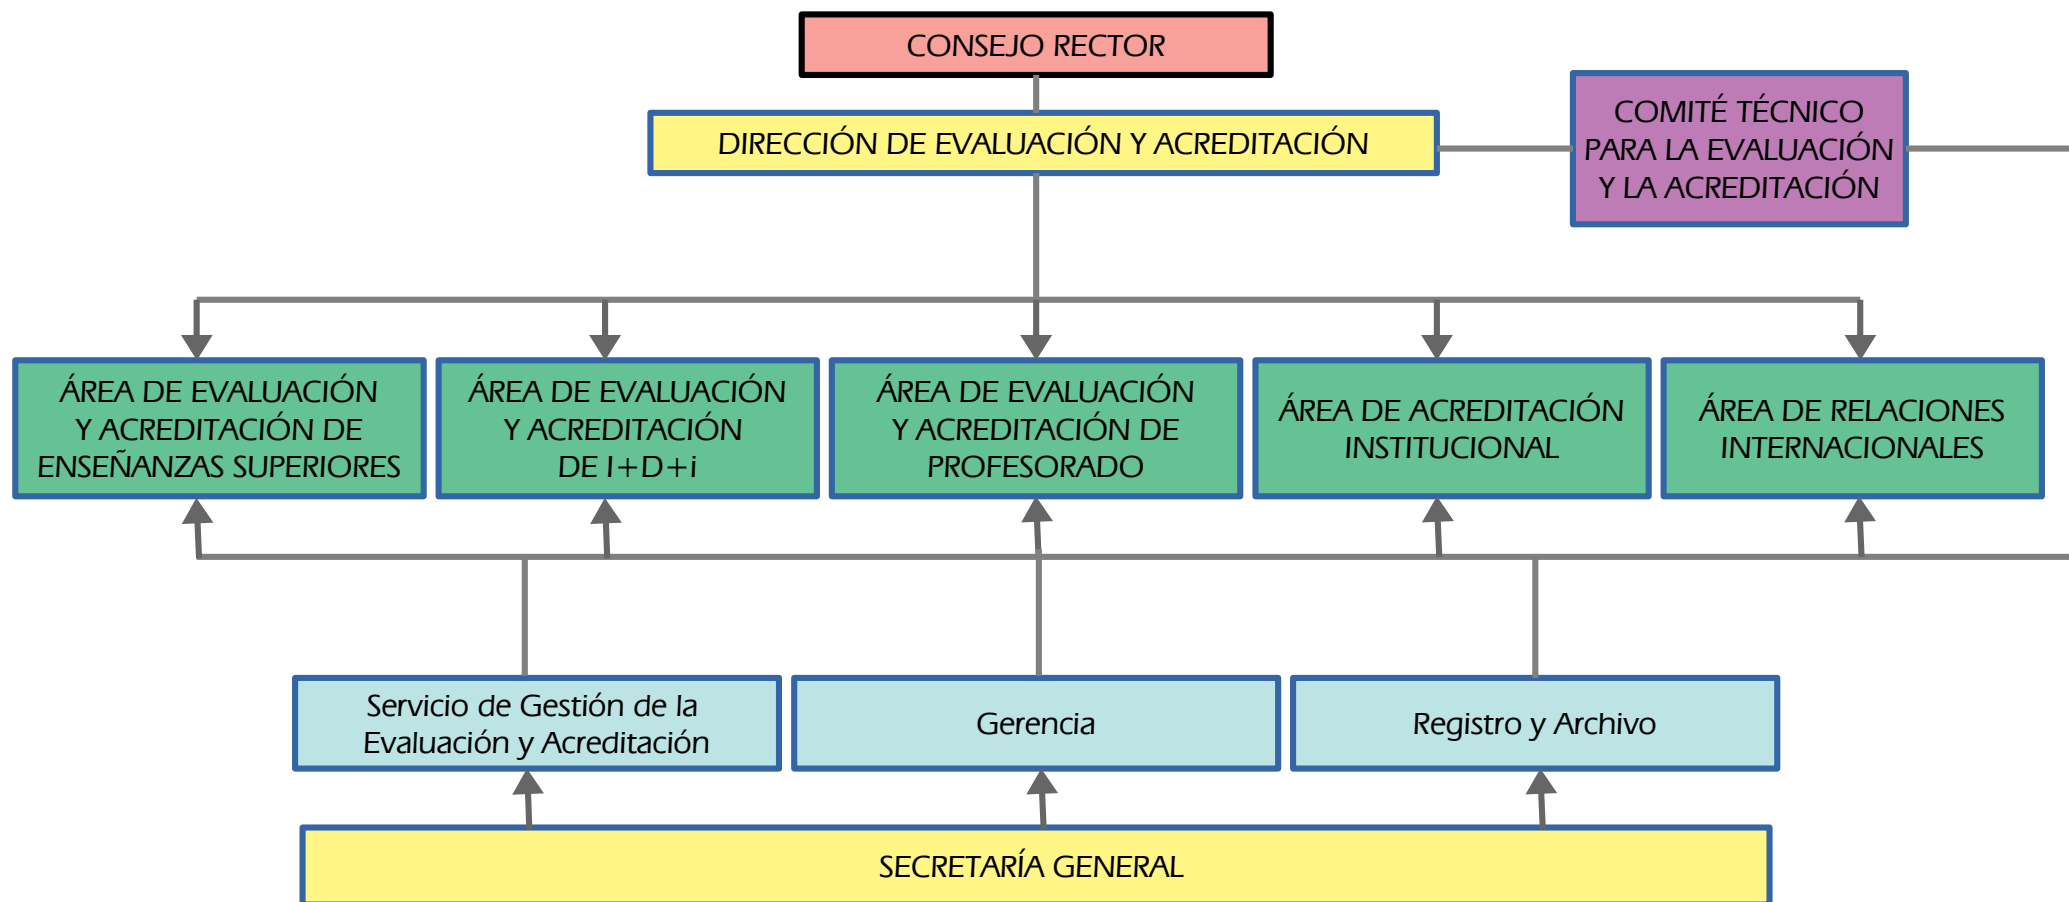 CONSEJO RECTOR
DIRECCIÓN DE EVALUACIÓN Y ACREDITACIÓN
COMITÉ TÉCNICO
PARA LA EVALUACIÓN
Y LA ACREDITACIÓN
ÁREA DE EVALUACIÓN
Y ACREDITACIÓN DE
ENSEÑANZAS SUPERIORES
ÁREA DE EVALUACIÓN
Y ACREDITACIÓN
DE I+D+i
ÁREA DE EVALUACIÓN
Y ACREDITACIÓN DE
PROFESORADO
ÁREA DE ACREDITACIÓN
INSTITUCIONAL
ÁREA DE RELACIONES
INTERNACIONALES
Servicio de Gestión de la
Evaluación y Acreditación
Gerencia
Registro y Archivo
SECRETARÍA GENERAL